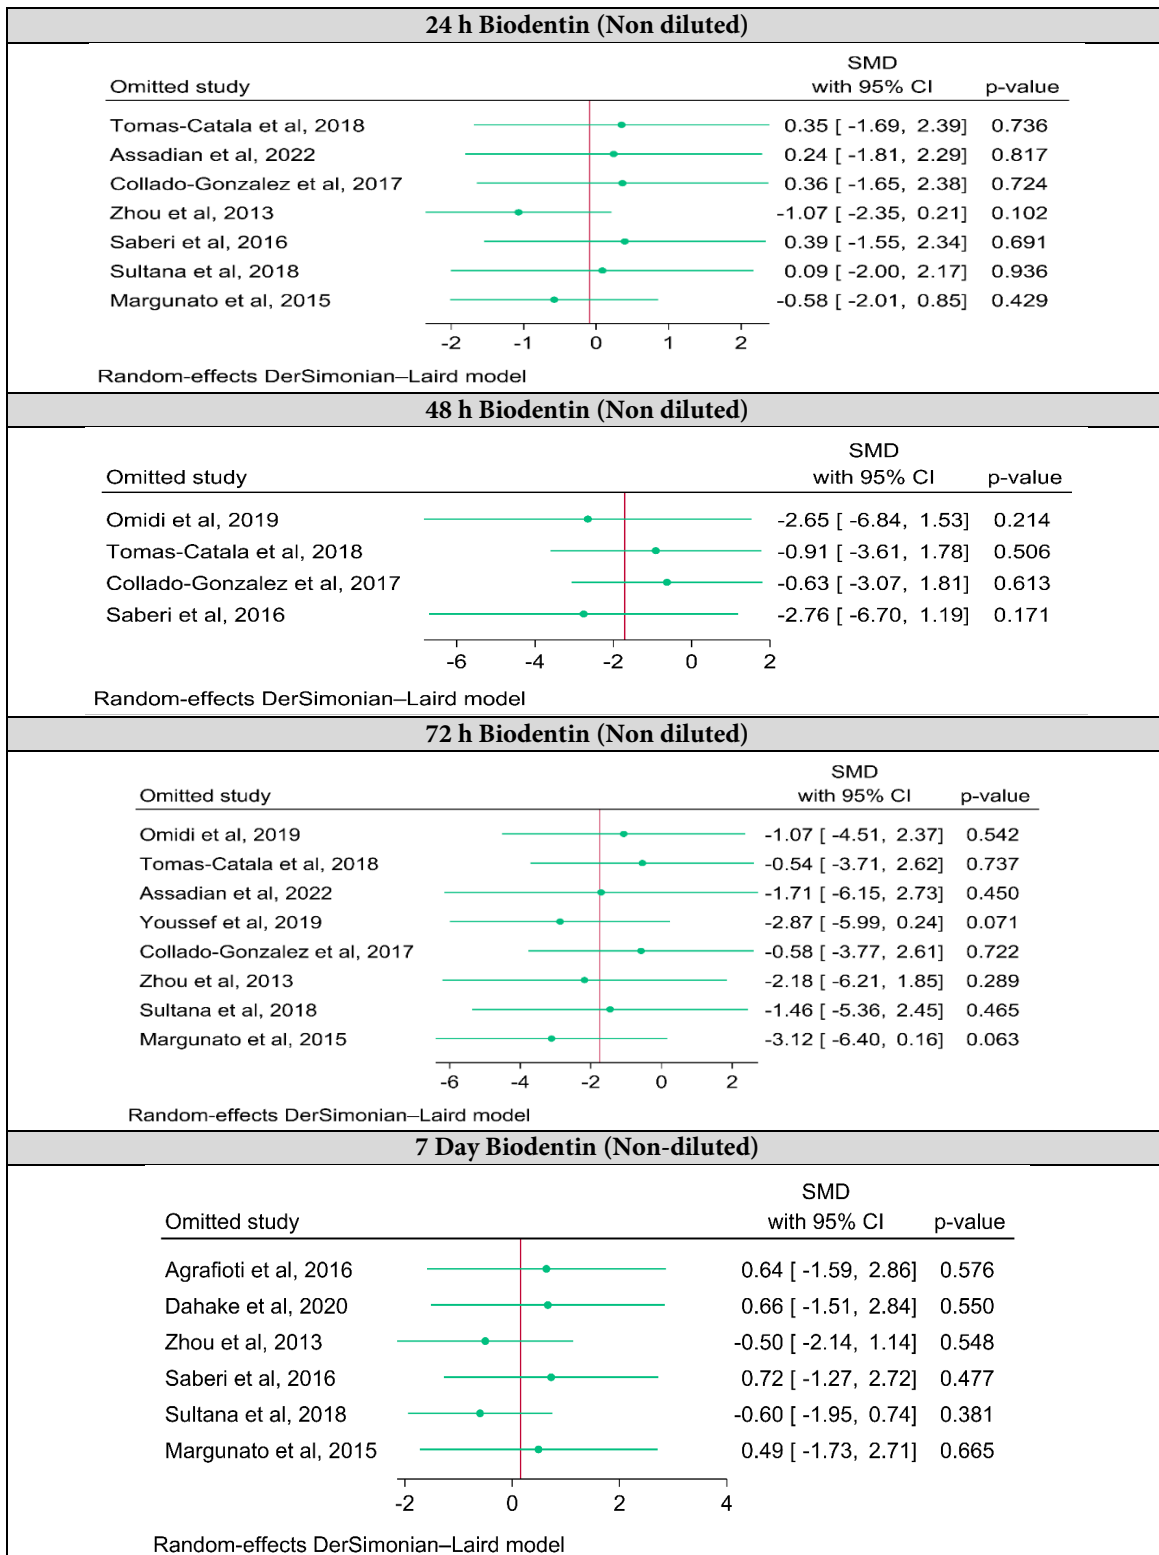 24 h Biodentin (Non diluted)
SMD
Omitted study with 95% CI p-value
Tomas-Catala et al, 2018 0.35 [ -1.69, 2.39] 0.736
Assadian et al, 2022 0.24 [ -1.81, 2.29] 0.817
Collado-Gonzalez et al, 2017 0.36 [ -1.65, 2.38] 0.724
Zhou et al, 2013 -1.07 [ -2.35, 0.21] 0.102
Saberi et al, 2016 0.39 [ -1.55, 2.34] 0.691
Sultana et al, 2018 0.09 [ -2.00, 2.17] 0.936
Margunato et al, 2015 -0.58 [ -2.01, 0.85] 0.429
-2 -1 0 1 2
Random-effects DerSimonian–Laird model
48 h Biodentin (Non diluted)
SMD
Omitted study with 95% CI p-value
Omidi et al, 2019 -2.65 [ -6.84, 1.53] 0.214
Tomas-Catala et al, 2018 -0.91 [ -3.61, 1.78] 0.506
Collado-Gonzalez et al, 2017 -0.63 [ -3.07, 1.81] 0.613
Saberi et al, 2016 -2.76 [ -6.70, 1.19] 0.171
-6 -4 -2 0 2
Random-effects DerSimonian–Laird model
72 h Biodentin (Non diluted)
SMD
Omitted study with 95% CI p-value
Omidi et al, 2019 -1.07 [ -4.51, 2.37] 0.542
Tomas-Catala et al, 2018 -0.54 [ -3.71, 2.62] 0.737
Assadian et al, 2022 -1.71 [ -6.15, 2.73] 0.450
Youssef et al, 2019 -2.87 [ -5.99, 0.24] 0.071
Collado-Gonzalez et al, 2017 -0.58 [ -3.77, 2.61] 0.722
Zhou et al, 2013 -2.18 [ -6.21, 1.85] 0.289
Sultana et al, 2018 -1.46 [ -5.36, 2.45] 0.465
Margunato et al, 2015 -3.12 [ -6.40, 0.16] 0.063
-6 -4 -2 0 2
Random-effects DerSimonian–Laird model
7 Day Biodentin (Non-diluted)
SMD
Omitted study with 95% CI p-value
Agrafioti et al, 2016 0.64 [ -1.59, 2.86] 0.576
Dahake et al, 2020 0.66 [ -1.51, 2.84] 0.550
Zhou et al, 2013 -0.50 [ -2.14, 1.14] 0.548
Saberi et al, 2016 0.72 [ -1.27, 2.72] 0.477
Sultana et al, 2018 -0.60 [ -1.95, 0.74] 0.381
Margunato et al, 2015 0.49 [ -1.73, 2.71] 0.665
-2 0 2 4
Random-effects DerSimonian–Laird model